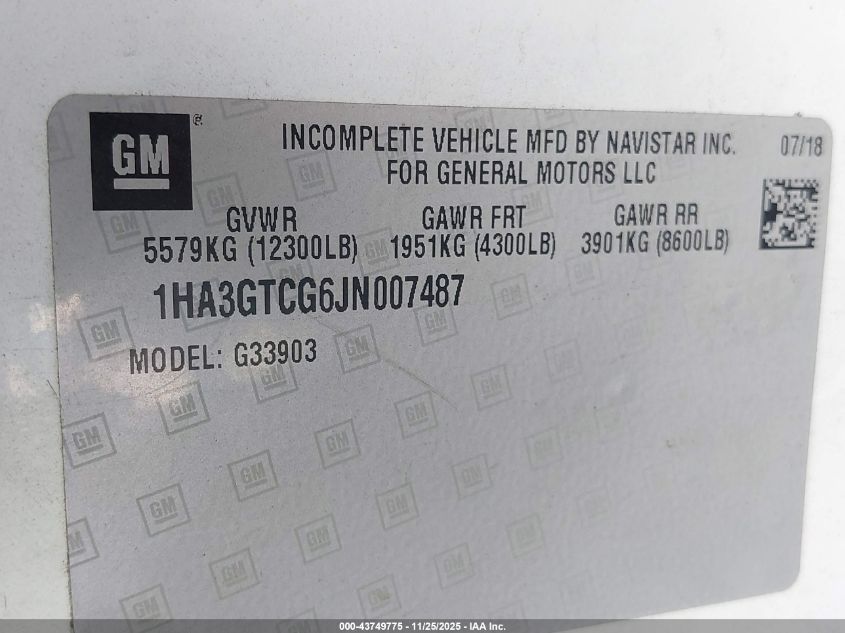 GM ®
INCOMPLETE VEHICLE MFD BY NAVISTAR INC. 07/18
FOR GENERAL MOTORS LLC
GVWR GAWR FRT GAWR RR
5579KG (12300LB) 1951KG (4300LB) 3901KG (8600LB)
1HA3GTCG6JN007487
MODEL: G33903
000-43749775 - 11/25/2025 - IAA Inc.